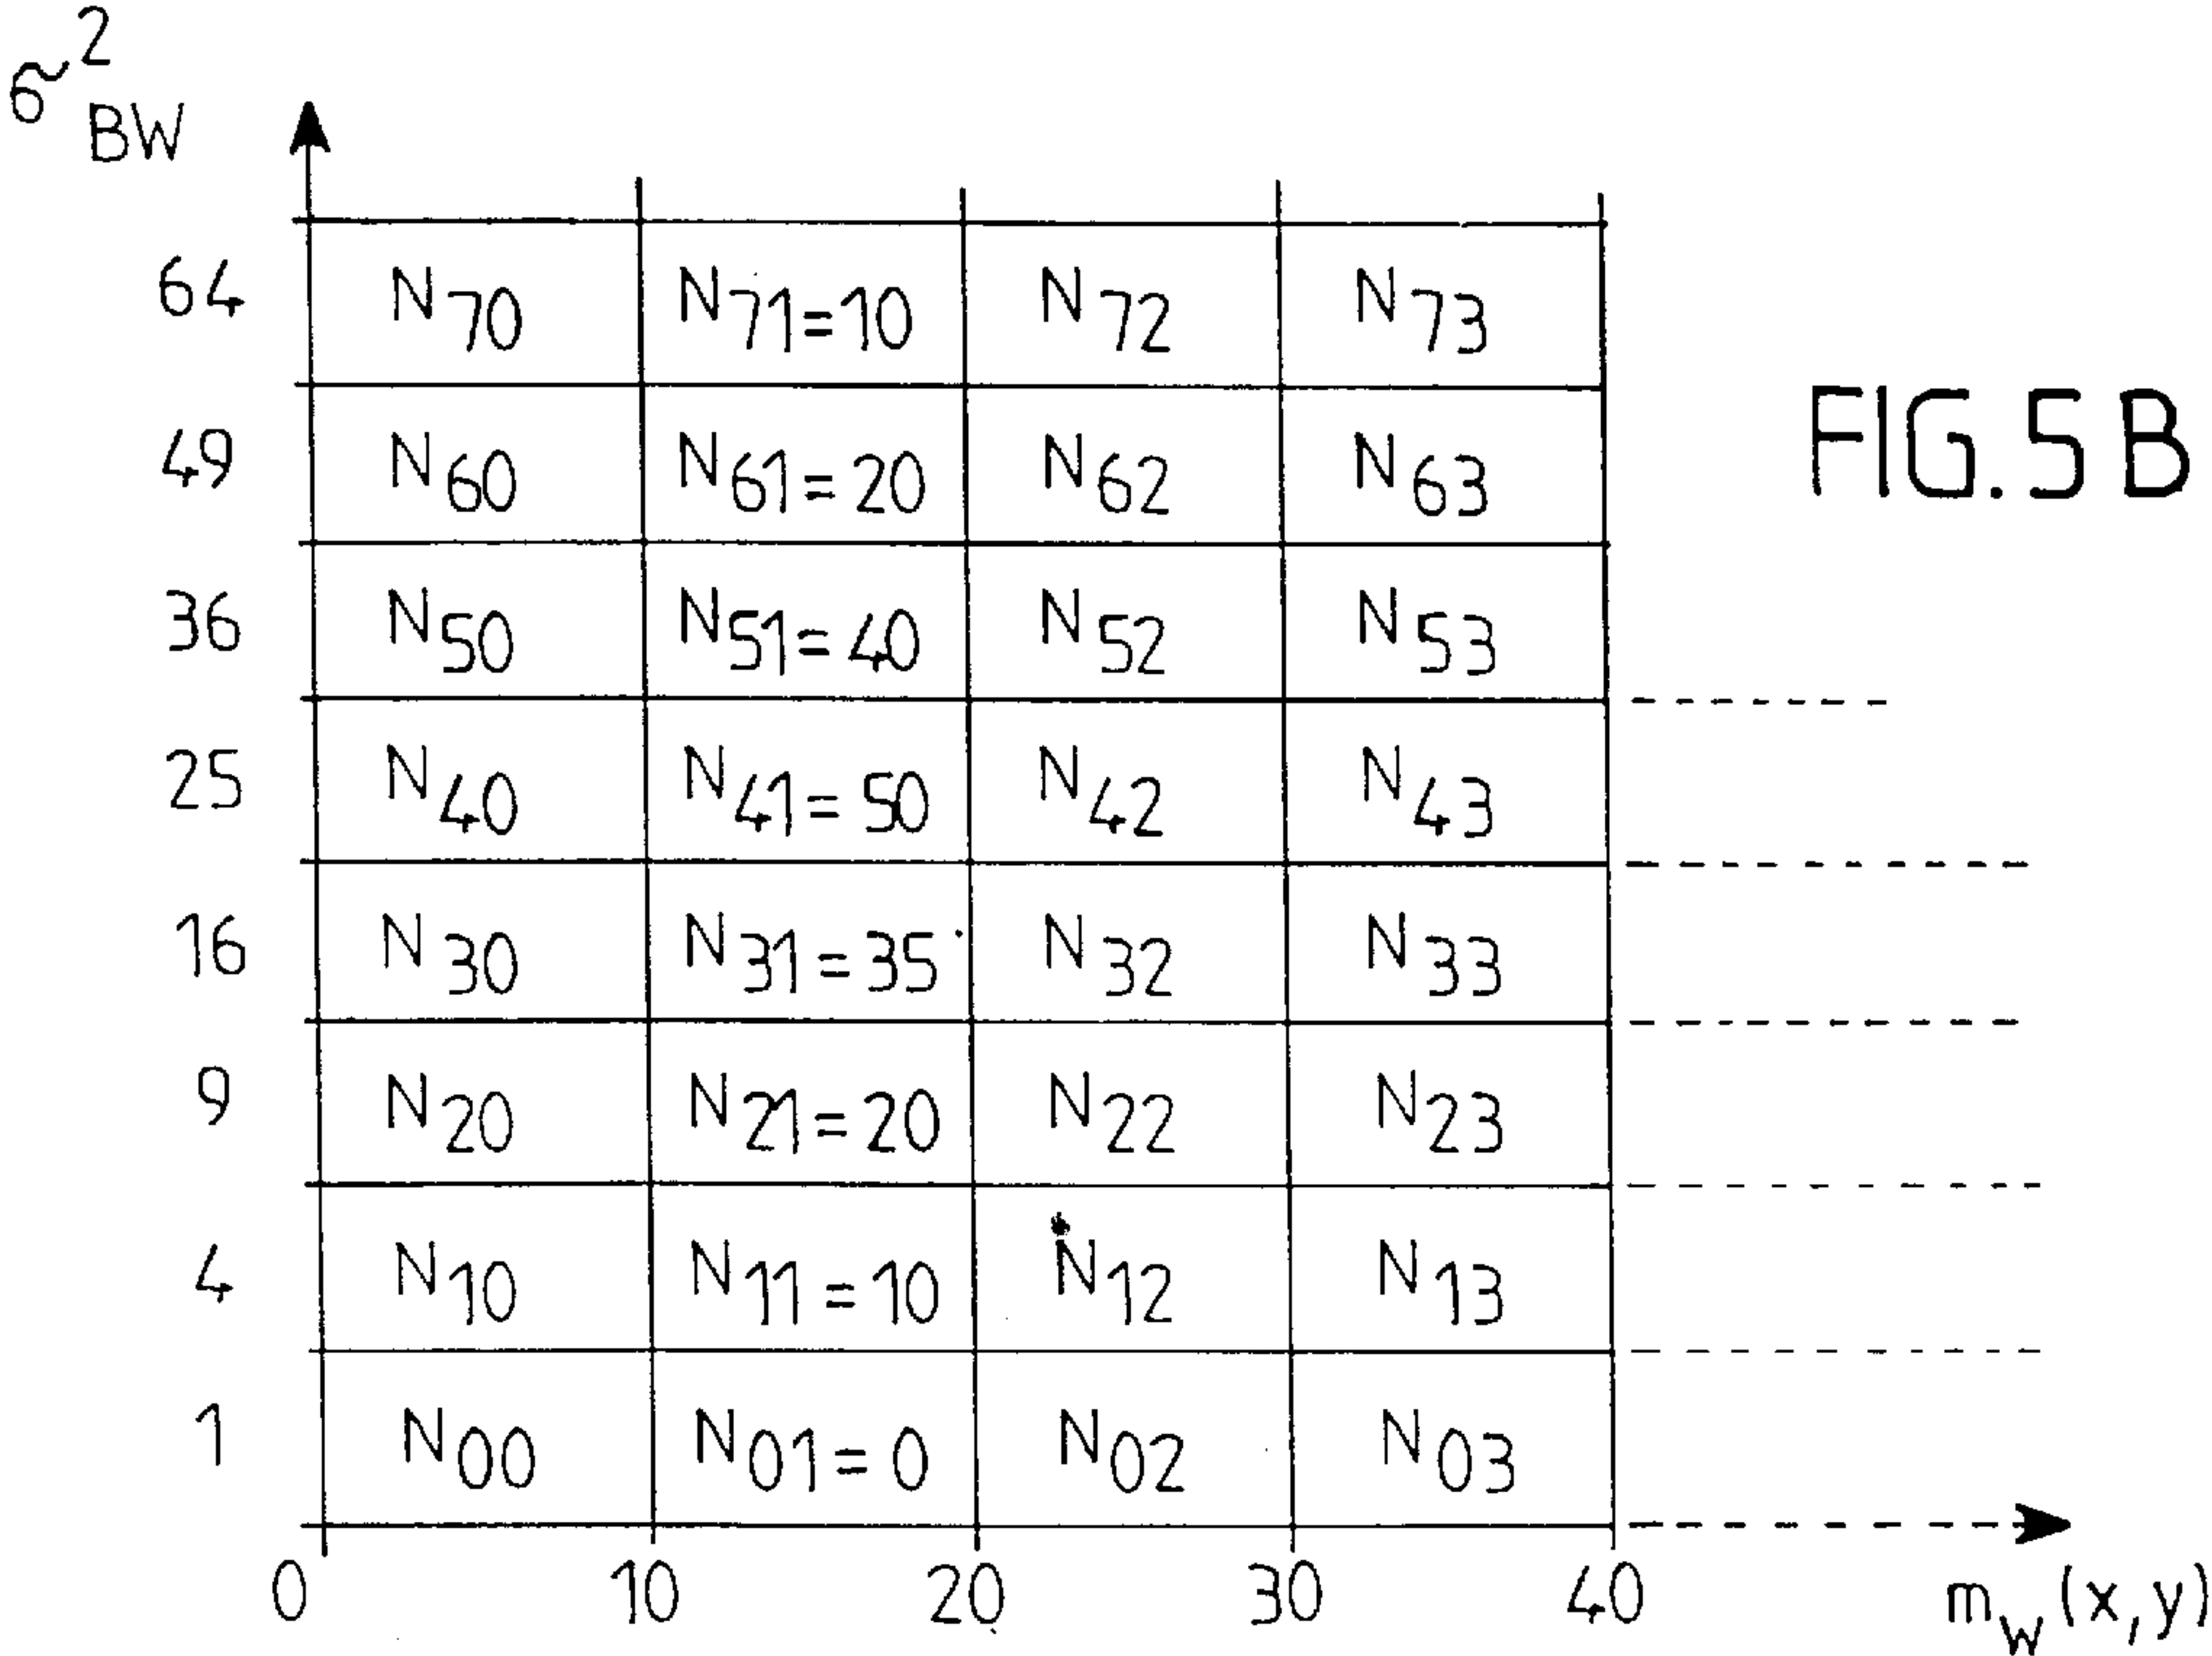 σ²BW
64 N70 N71=10 N72 N73
49 N60 N61=20 N62 N63
FIG.5B
36 N50 N51=40 N52 N53
25 N40 N41=50 N42 N43
16 N30 N31=35 N32 N33
9 N20 N21=20 N22 N23
4 N10 N11=10 N12 N13
1 N00 N01=0 N02 N03
0 10 20 30 40 mw(x,y)